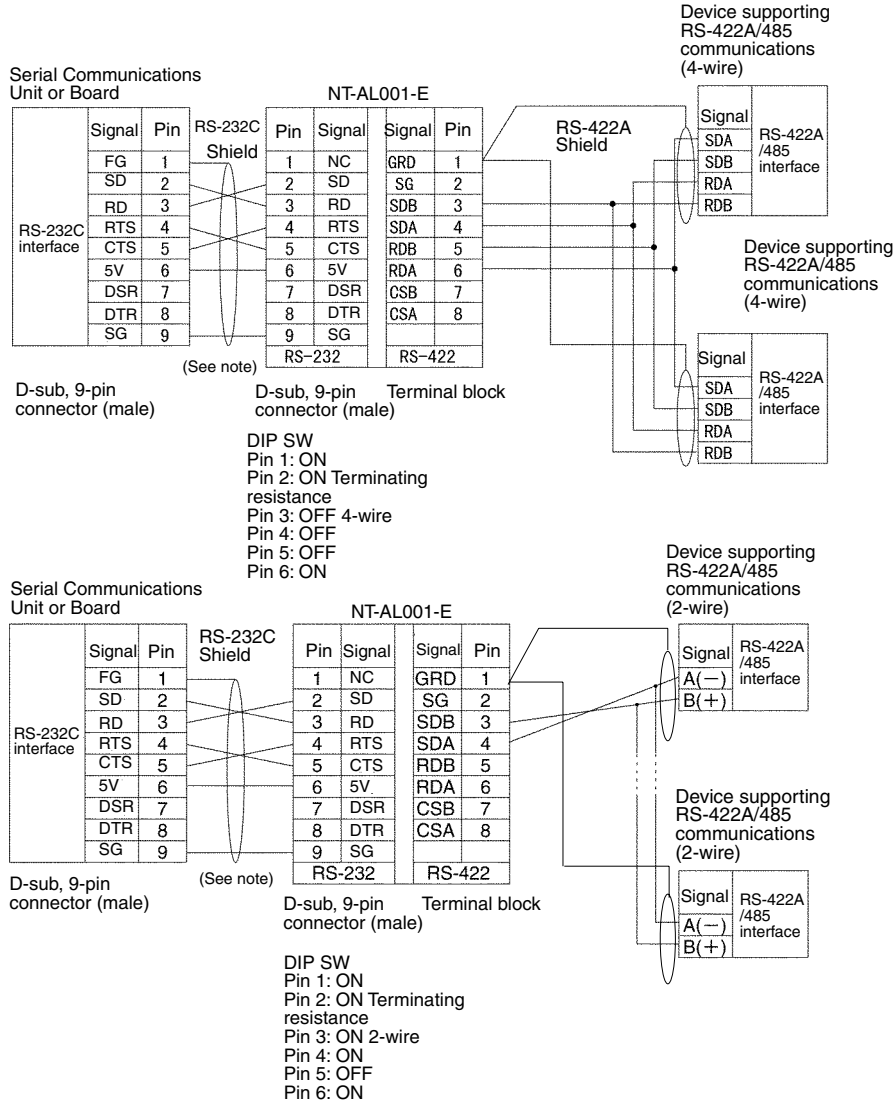 Device supporting
RS-422A/485
communications
(4-wire)
Serial Communications
Unit or Board
NT-AL001-E
Signal Pin RS-232C Pin Signal Signal Pin RS-422A Signal
Shield Shield
RS-232C
interface
FG 1 1 NC GRD 1
SD 2 2 SD SG 2
RD 3 3 RD SDB 3
RTS 4 4 RTS SDA 4
CTS 5 5 CTS RDB 5
5V 6 6 5V RDA 6
DSR 7 7 DSR CSB 7
DTR 8 8 DTR CSA 8
SG 9 9 SG
RS-232 RS-422
(See note)
SDA
SDB
RDA
RDB
RS-422A
/485
interface
Device supporting
RS-422A/485
communications
(4-wire)
Signal
SDA
SDB
RDA
RDB
RS-422A
/485
interface
D-sub, 9-pin
connector (male)
D-sub, 9-pin
connector (male)
Terminal block
DIP SW
Pin 1: ON
Pin 2: ON Terminating
resistance
Pin 3: OFF 4-wire
Pin 4: OFF
Pin 5: OFF
Pin 6: ON
Device supporting
RS-422A/485
communications
(2-wire)
Serial Communications
Unit or Board
NT-AL001-E
RS-232C
Shield
Signal Pin Pin Signal Signal Pin
RS-232C
interface
FG 1 1 NC GRD 1
SD 2 2 SD SG 2
RD 3 3 RD SDB 3
RTS 4 4 RTS SDA 4
CTS 5 5 CTS RDB 5
5V 6 6 5V RDA 6
DSR 7 7 DSR CSB 7
DTR 8 8 DTR CSA 8
SG 9 9 SG
RS-232 RS-422
(See note)
Signal
A(−)
B(+)
RS-422A
/485
interface
Device supporting
RS-422A/485
communications
(2-wire)
Signal
A(−)
B(+)
RS-422A
/485
interface
D-sub, 9-pin
connector (male)
D-sub, 9-pin
connector (male)
Terminal block
DIP SW
Pin 1: ON
Pin 2: ON Terminating
resistance
Pin 3: ON 2-wire
Pin 4: ON
Pin 5: OFF
Pin 6: ON